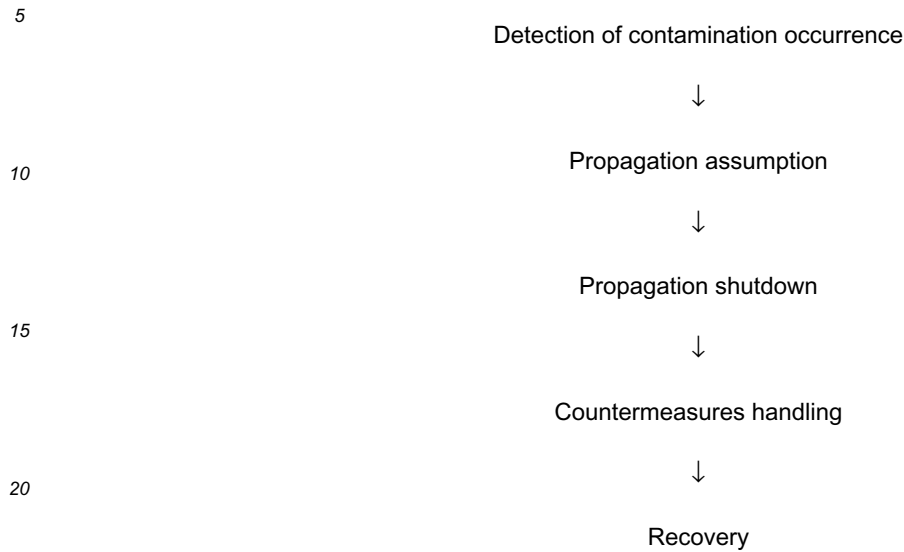 5
Detection of contamination occurrence
↓
10
Propagation assumption
↓
Propagation shutdown
15
↓
Countermeasures handling
↓
20
Recovery